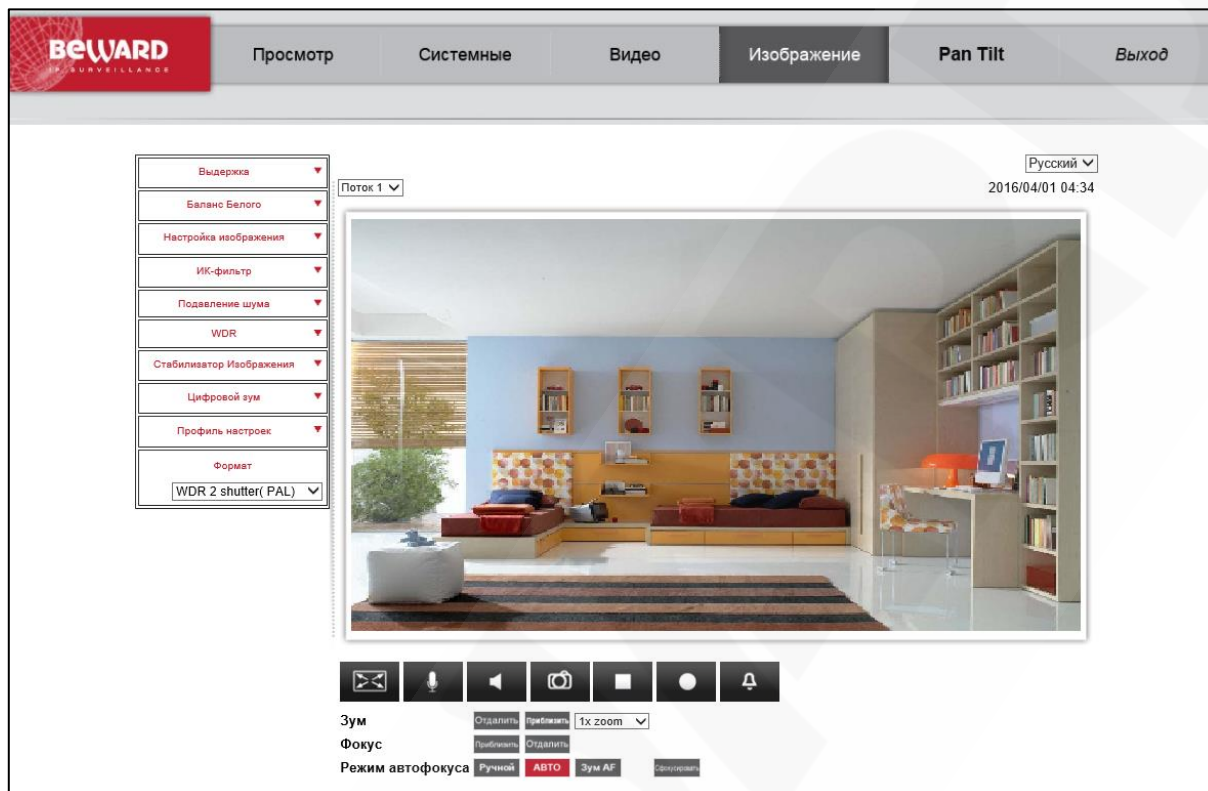 BEWARD
IP SURVEILLANCE
Просмотр Системные Видео Изображение Pan Tilt Выход
Русский
Поток 1 2016/04/01 04:34
Выдержка
Баланс Белого
Настройка изображения
ИК-фильтр
Подавление шума
WDR
Стабилизатор Изображения
Цифровой зум
Профиль настроек
Формат
WDR 2 shutter( PAL)
Зум Отдалить Приблизить 1x zoom
Фокус Приблизить Отдалить
Режим автофокуса Ручной АВТО Зум AF Сфокусировать